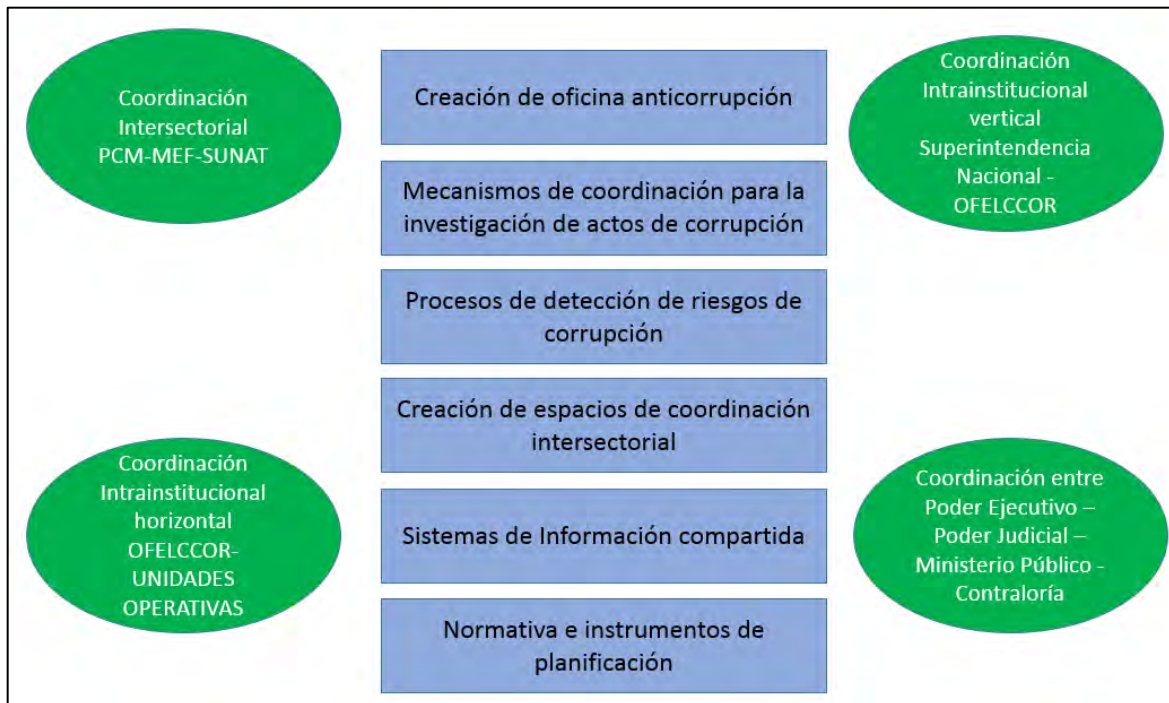 Coordinación
Intersectorial
PCM-MEF-SUNAT
Creación de oficina anticorrupción
Mecanismos de coordinación para la
investigación de actos de corrupción
Procesos de detección de riesgos de
corrupción
Creación de espacios de coordinación
intersectorial
Sistemas de Información compartida
Normativa e instrumentos de
planificación
Coordinación
Intrainstitucional
vertical
Superintendencia
Nacional -
OFELCCOR
Coordinación
Intrainstitucional
horizontal
OFELCCOR-
UNIDADES
OPERATIVAS
Coordinación entre
Poder Ejecutivo –
Poder Judicial –
Ministerio Público -
Contraloría